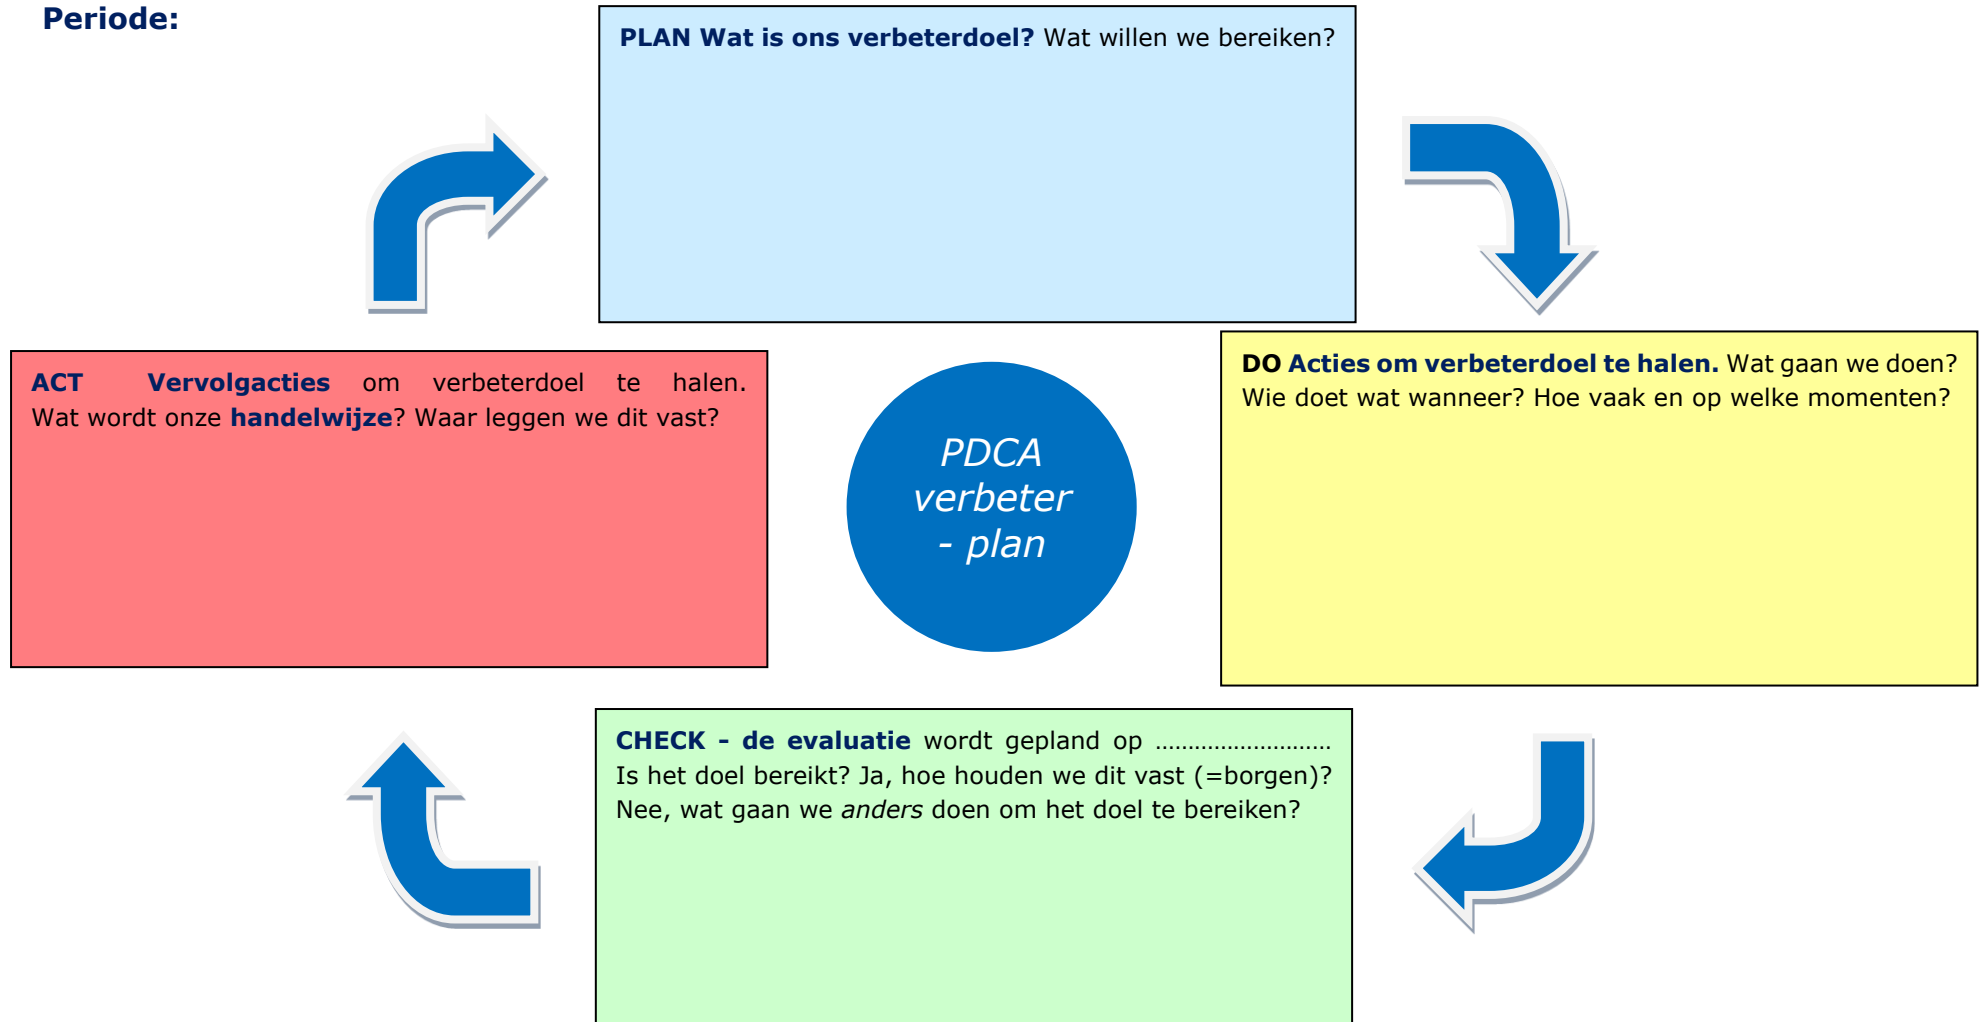 Periode:
PLAN Wat is ons verbeterdoel? Wat willen we bereiken?
DO Acties om verbeterdoel te halen. Wat gaan we doen?
Wie doet wat wanneer? Hoe vaak en op welke momenten?
ACT Vervolgacties om verbeterdoel te halen.
Wat wordt onze handelwijze? Waar leggen we dit vast?
PDCA
verbeter
- plan
CHECK - de evaluatie wordt gepland op ………………………
Is het doel bereikt? Ja, hoe houden we dit vast (=borgen)?
Nee, wat gaan we anders doen om het doel te bereiken?